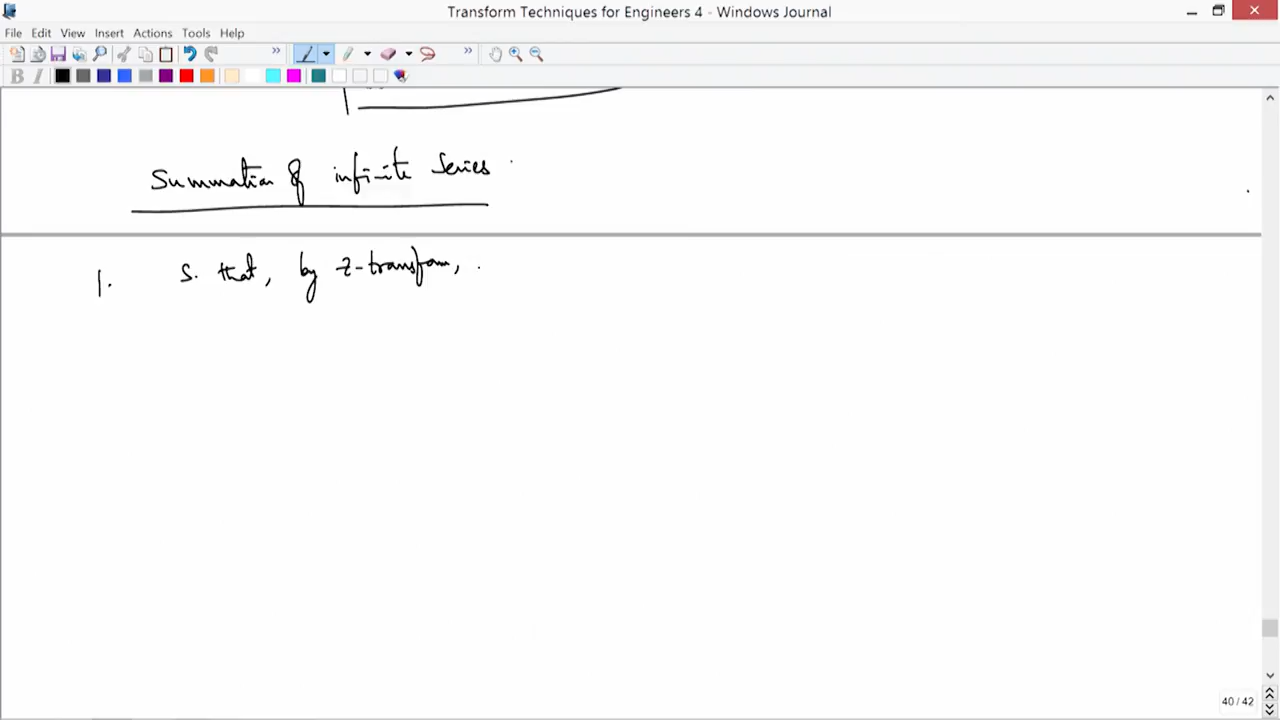 Transform Techniques for Engineers 4 - Windows Journal
File Edit View Insert Actions Tools Help
B I
Summation of infinite Series
1. S. that, by Z-transform,
40 / 42